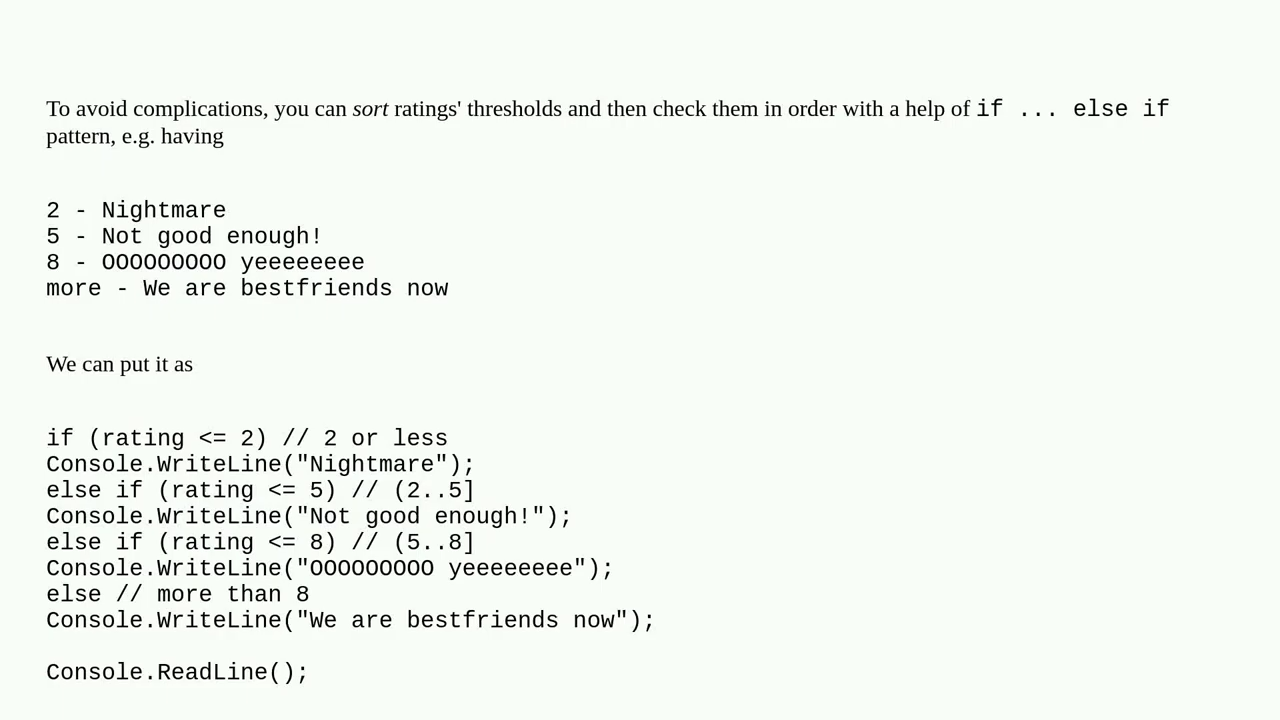 To avoid complications, you can sort ratings' thresholds and then check them in order with a help of if ... else if
pattern, e.g. having
2 - Nightmare
5 - Not good enough!
8 - OOOOOOOOO yeeeeeeee
more - We are bestfriends now
We can put it as
if (rating <= 2) // 2 or less
Console.WriteLine("Nightmare");
else if (rating <= 5) // (2..5]
Console.WriteLine("Not good enough!");
else if (rating <= 8) // (5..8]
Console.WriteLine("OOOOOOOOO yeeeeeeee");
else // more than 8
Console.WriteLine("We are bestfriends now");
Console.ReadLine();